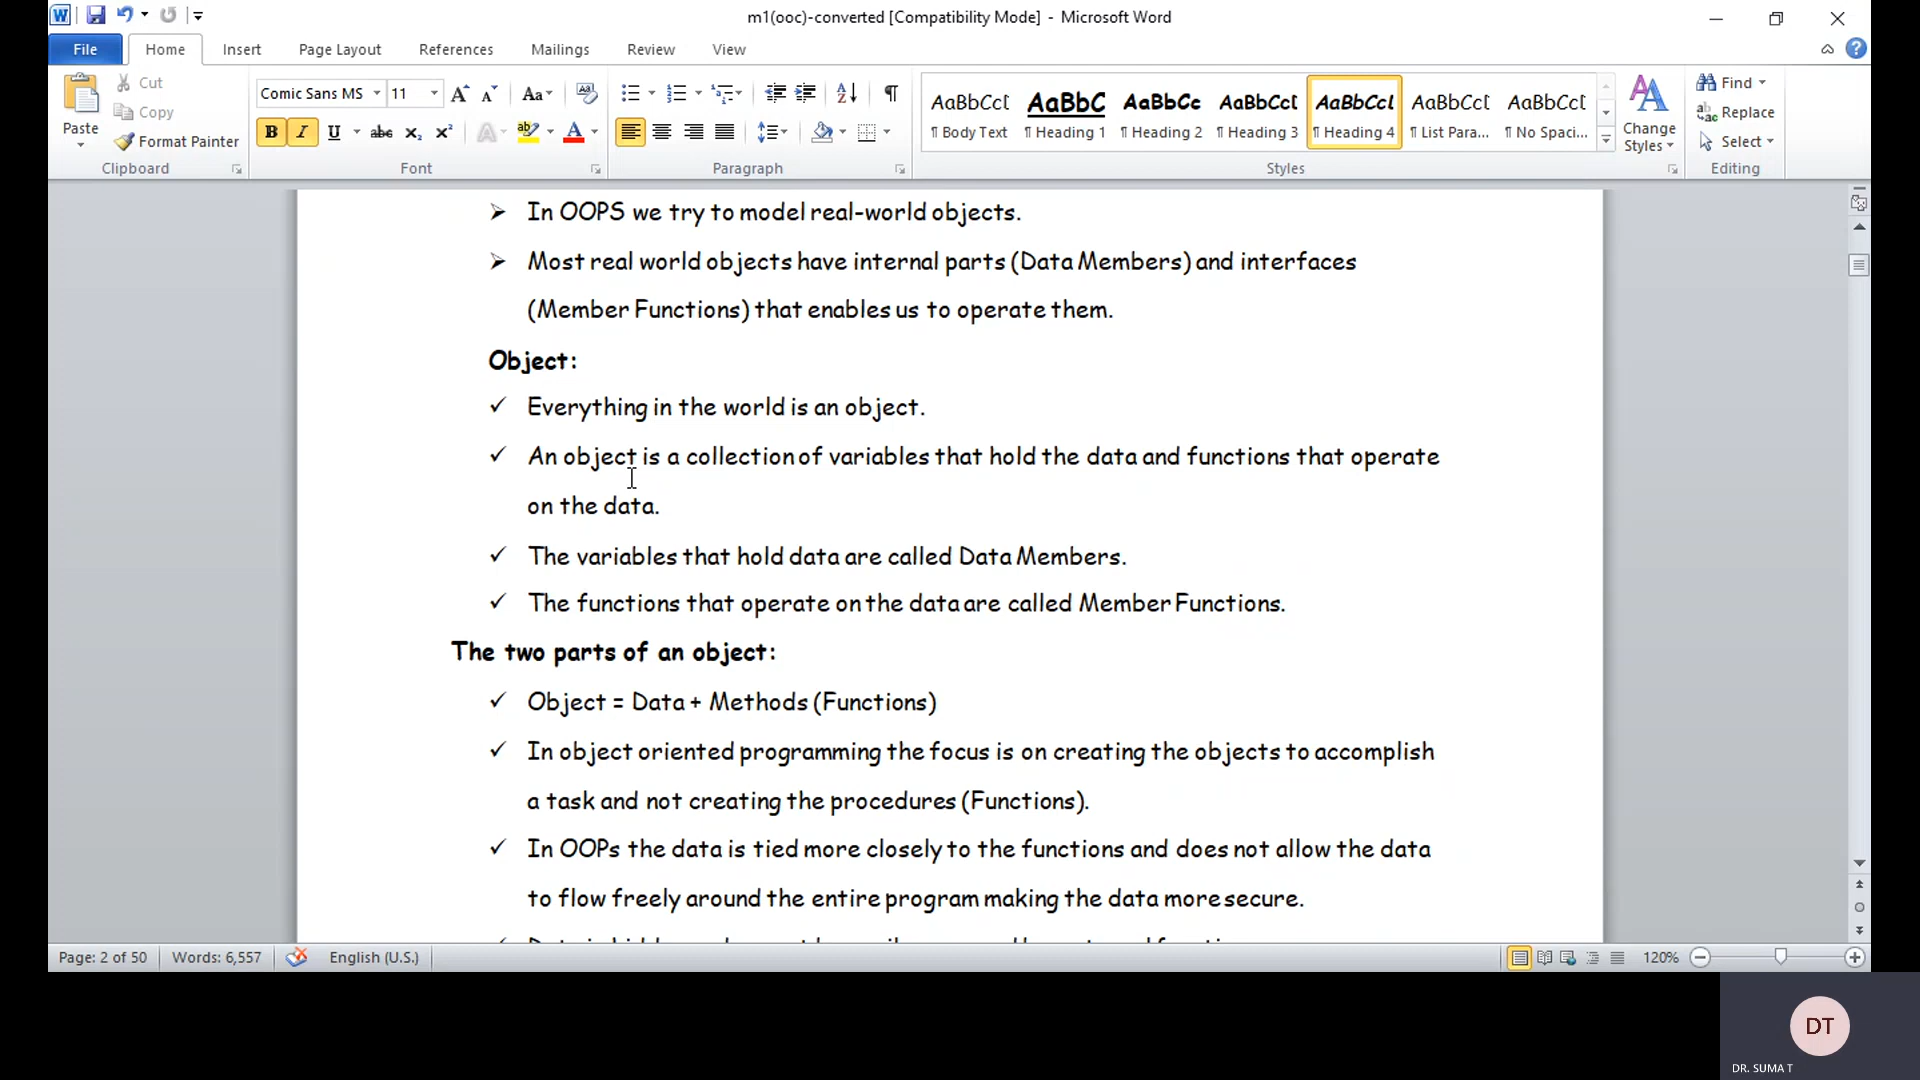 m1(ooc)-converted [Compatibility Mode] - Microsoft Word
File Home Insert Page Layout References Mailings Review View
Paste
Cut
Copy
Format Painter
Clipboard
Comic Sans MS 11
Font
Paragraph
AaBbCcI AaBbC AaBbCc AaBbCcI AaBbCcI AaBbCcI AaBbCcI
¶ Body Text ¶ Heading 1 ¶ Heading 2 ¶ Heading 3 ¶ Heading 4 ¶ List Para... ¶ No Spaci...
Change
Styles
Styles
Find
Replace
Select
Editing
➢ In OOPS we try to model real-world objects.
➢ Most real world objects have internal parts (Data Members) and interfaces
(Member Functions) that enables us to operate them.
Object:
✓ Everything in the world is an object.
✓ An object is a collection of variables that hold the data and functions that operate
on the data.
✓ The variables that hold data are called Data Members.
✓ The functions that operate on the data are called Member Functions.
The two parts of an object:
✓ Object = Data + Methods (Functions)
✓ In object oriented programming the focus is on creating the objects to accomplish
a task and not creating the procedures (Functions).
✓ In OOPs the data is tied more closely to the functions and does not allow the data
to flow freely around the entire program making the data more secure.
Page: 2 of 50 Words: 6,557 English (U.S.) 120%
DT
DR. SUMA T